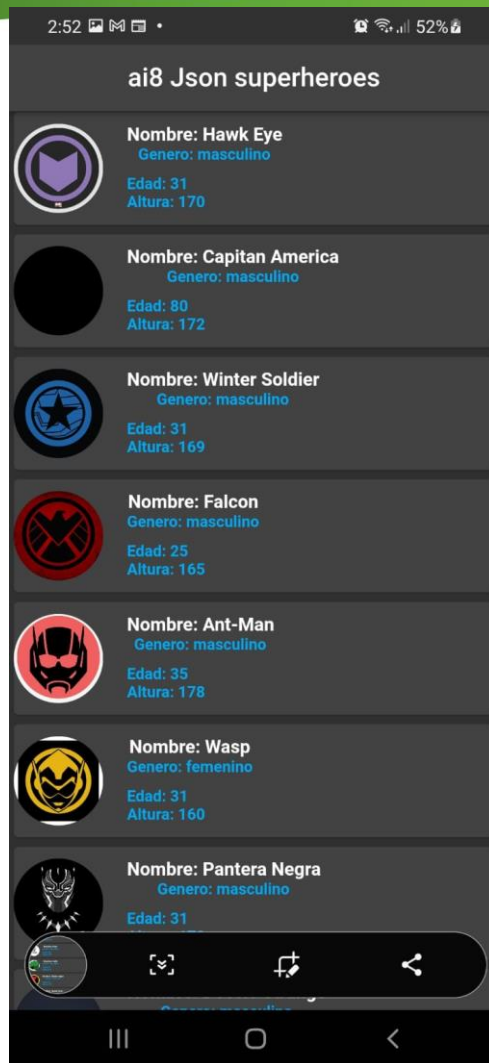 2:52
52%
ai8 Json superheroes
Nombre: Hawk Eye
Genero: masculino
Edad: 31
Altura: 170
Nombre: Capitan America
Genero: masculino
Edad: 80
Altura: 172
Nombre: Winter Soldier
Genero: masculino
Edad: 31
Altura: 169
Nombre: Falcon
Genero: masculino
Edad: 25
Altura: 165
Nombre: Ant-Man
Genero: masculino
Edad: 35
Altura: 178
Nombre: Wasp
Genero: femenino
Edad: 31
Altura: 160
Nombre: Pantera Negra
Genero: masculino
Edad: 31